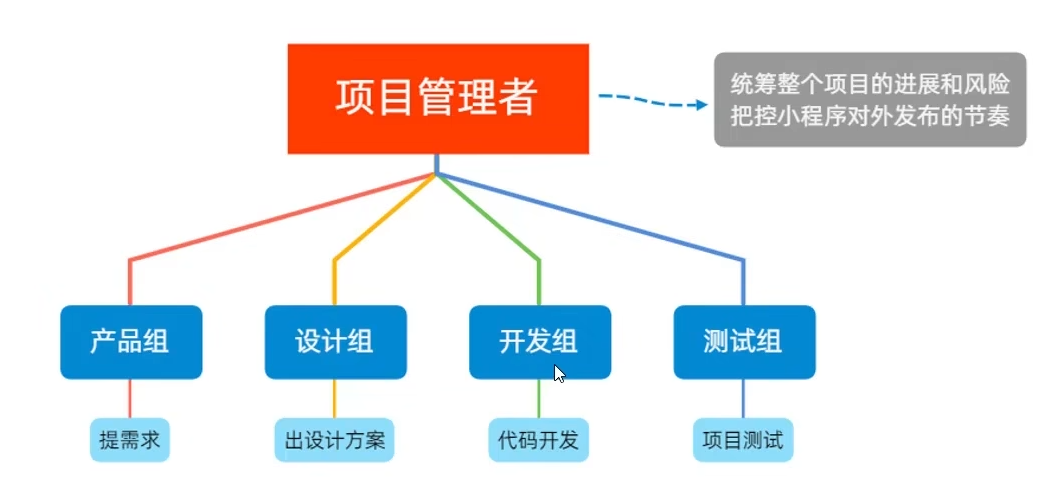 项目管理者
统筹整个项目的进展和风险
把控小程序对外发布的节奏
产品组
设计组
开发组
测试组
提需求
出设计方案
代码开发
项目测试